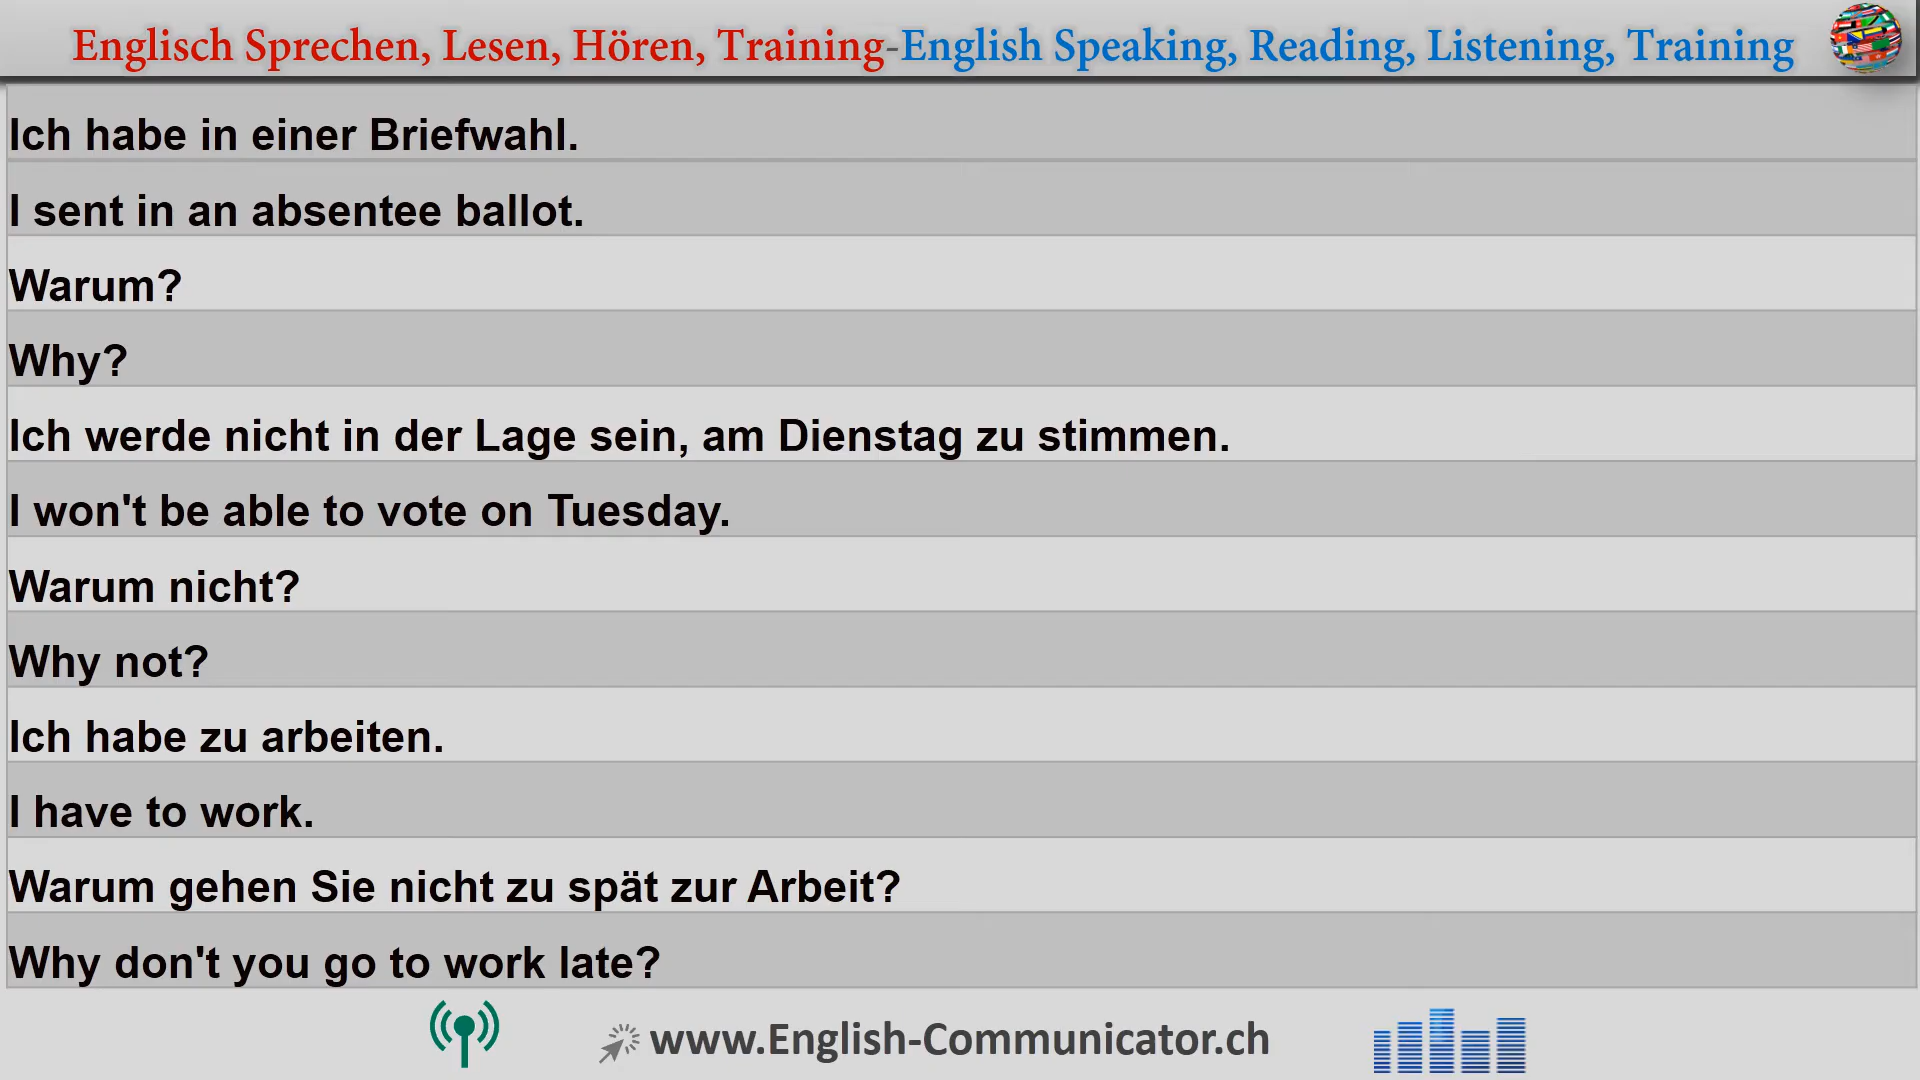 Englisch Sprechen, Lesen, Hören, Training-English Speaking, Reading, Listening, Training
Ich habe in einer Briefwahl.
I sent in an absentee ballot.
Warum?
Why?
Ich werde nicht in der Lage sein, am Dienstag zu stimmen.
I won't be able to vote on Tuesday.
Warum nicht?
Why not?
Ich habe zu arbeiten.
I have to work.
Warum gehen Sie nicht zu spät zur Arbeit?
Why don't you go to work late?
www.English-Communicator.ch